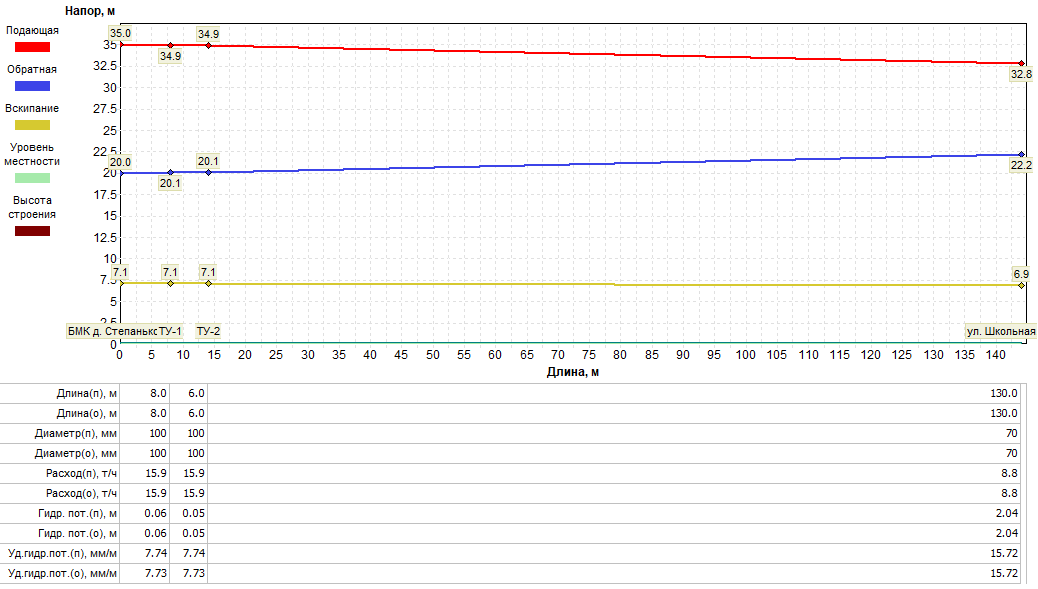 Напор, м
Подающая
Обратная
Вскипание
Уровень
местности
Высота
строения
35.0
34.9
34.9
32.8
35
32.5
30
27.5
25
22.5
20.0
20.1
20.1
22.2
20
17.5
15
12.5
10
7.1
7.1
7.1
6.9
7.5
5
2.5
БМК д. Степанько
ТУ-1
ТУ-2
ул. Школьная
0
0 5 10 15 20 25 30 35 40 45 50 55 60 65 70 75 80 85 90 95 100 105 110 115 120 125 130 135 140
Длина, м
Длина(п), м 8.0 6.0 130.0
Длина(о), м 8.0 6.0 130.0
Диаметр(п), мм 100 100 70
Диаметр(о), мм 100 100 70
Расход(п), т/ч 15.9 15.9 8.8
Расход(о), т/ч 15.9 15.9 8.8
Гидр. пот.(п), м 0.06 0.05 2.04
Гидр. пот.(о), м 0.06 0.05 2.04
Уд.гидр.пот.(п), мм/м 7.74 7.74 15.72
Уд.гидр.пот.(о), мм/м 7.73 7.73 15.72